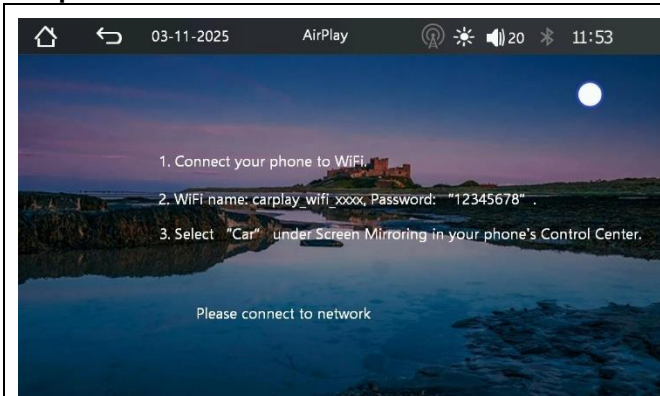 03-11-2025 AirPlay 20 11:53
1. Connect your phone to WiFi.
2. WiFi name: carplay_wifi_xxxx, Password: "12345678" .
3. Select "Car" under Screen Mirroring in your phone's Control Center.
Please connect to network